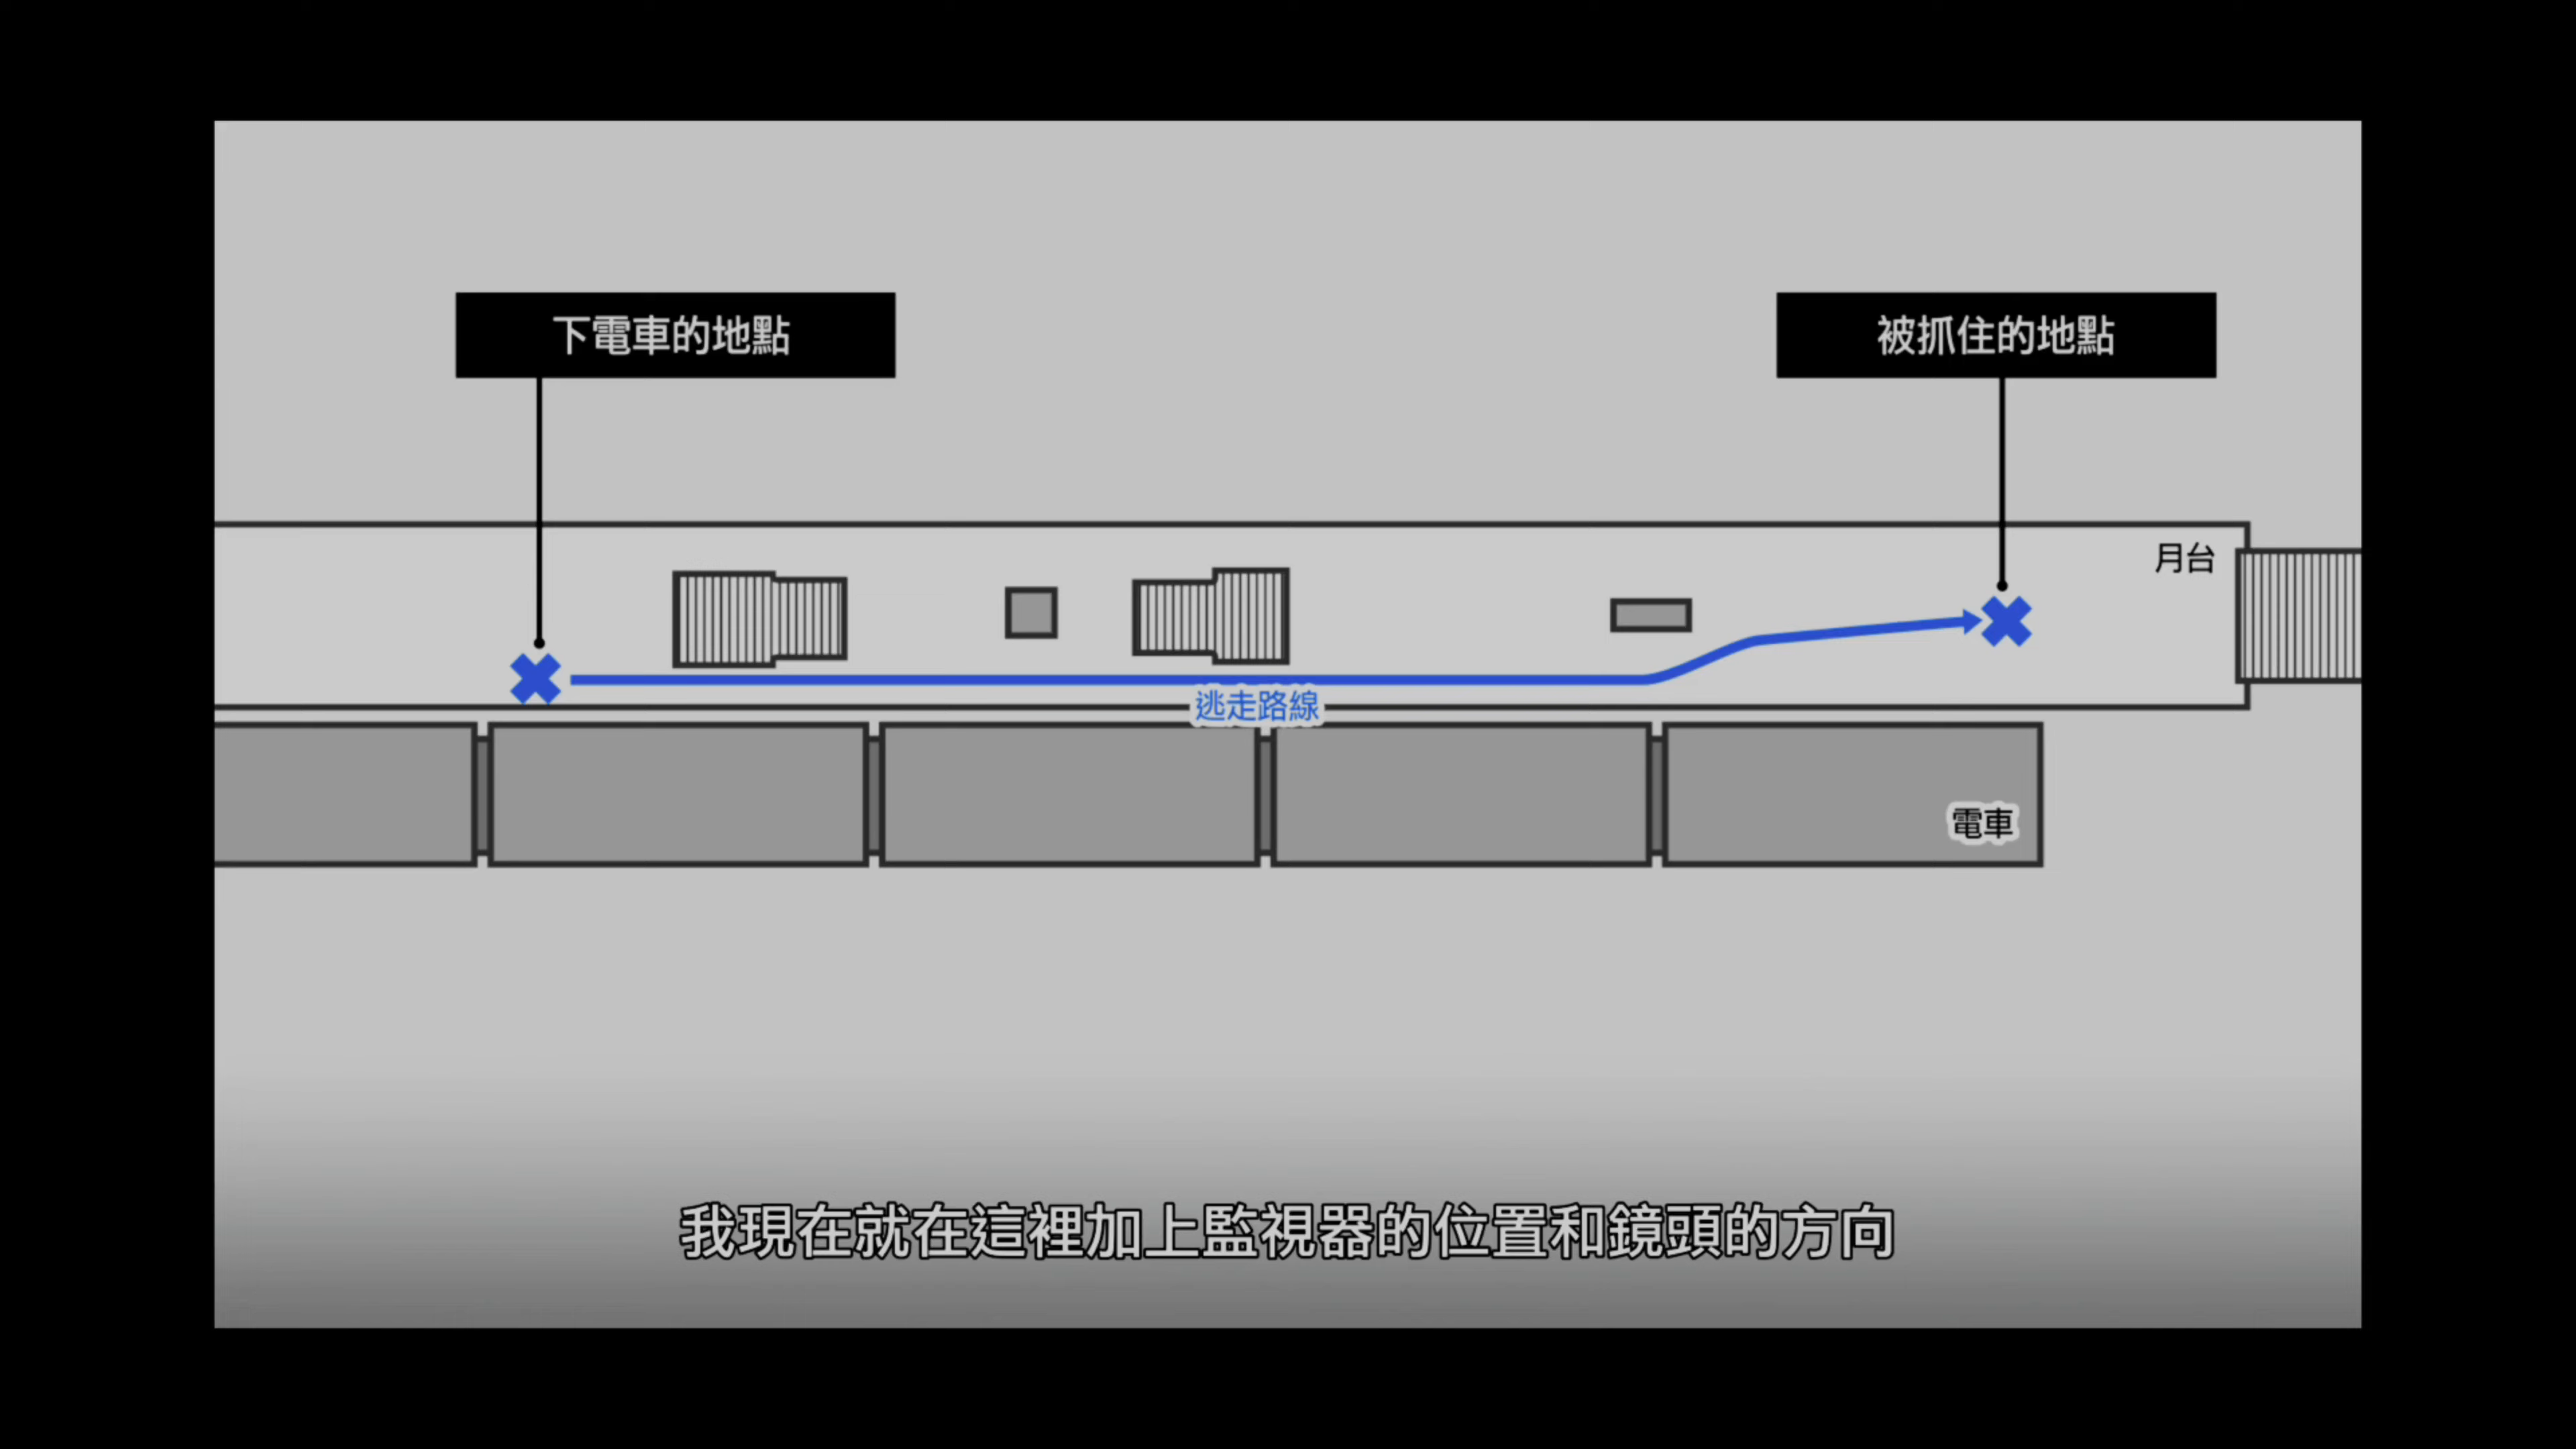 下電車的地點
被抓住的地點
月台
逃走路線
電車
我現在就在這裡加上監視器的位置和鏡頭的方向